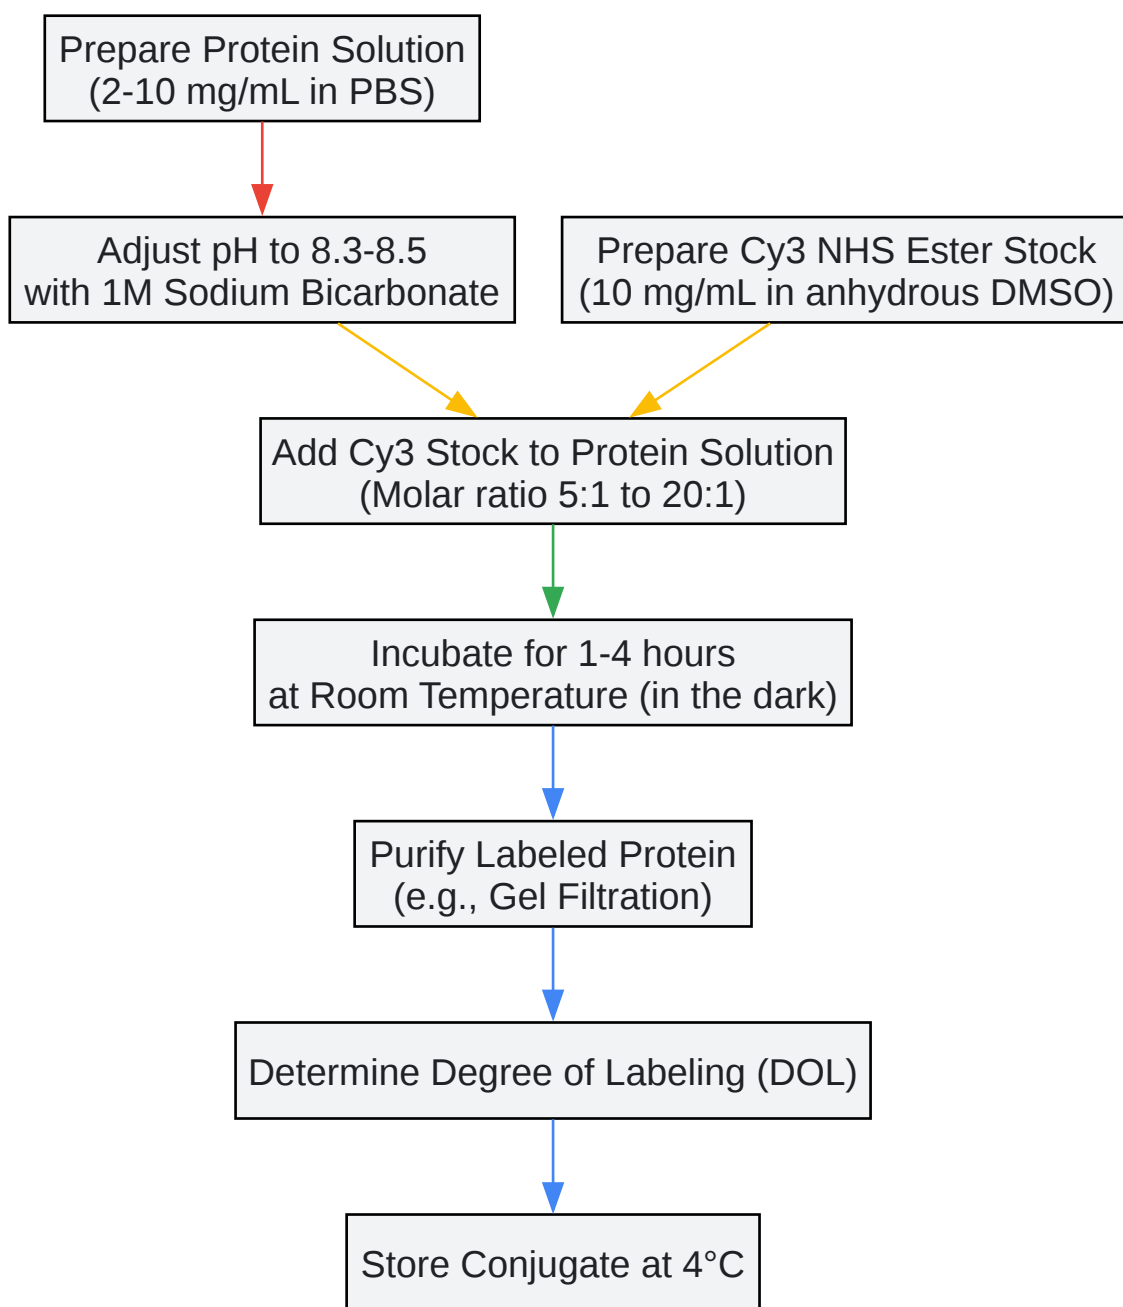 Prepare Protein Solution
(2-10 mg/mL in PBS)
Adjust pH to 8.3-8.5
with 1M Sodium Bicarbonate
Prepare Cy3 NHS Ester Stock
(10 mg/mL in anhydrous DMSO)
Add Cy3 Stock to Protein Solution
(Molar ratio 5:1 to 20:1)
Incubate for 1-4 hours
at Room Temperature (in the dark)
Purify Labeled Protein
(e.g., Gel Filtration)
Determine Degree of Labeling (DOL)
Store Conjugate at 4°C